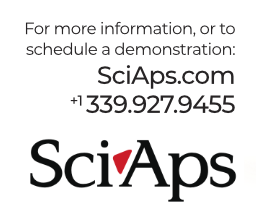 For more information, or to
schedule a demonstration:
SciAps.com
+1 339.927.9455
SciAps